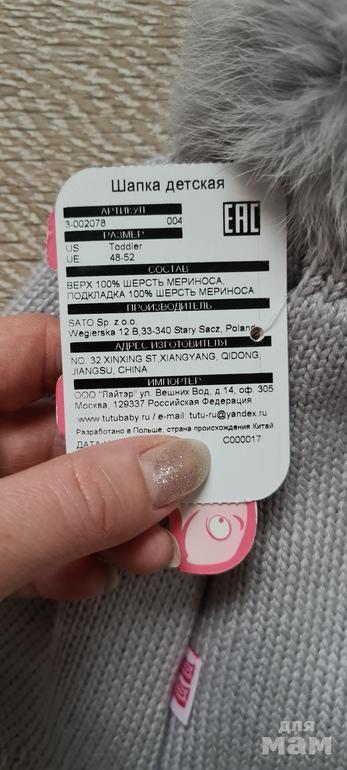 Шапка детская
АРТИКУЛ
3-002078 004
EAC
РАЗМЕР
US Toddler
UE 48-52
СОСТАВ
ВЕРХ 100% ШЕРСТЬ МЕРИНОСА,
ПОДКЛАДКА 100% ШЕРСТЬ МЕРИНОСА
ПРОИЗВОДИТЕЛЬ
SATO Sp. z o.o.
Wegierska 12 B,33-340 Stary Sacz, Poland
АДРЕС ИЗГОТОВИТЕЛЯ
NO. 32 XINXING ST,XIANGYANG, QIDONG,
JIANGSU, CHINA
ИМПОРТЕР
ООО "Лайтэр" ул. Вешних Вод, д.14, оф. 305
Москва, 129337 Российская Федерация
www.tutubaby.ru / e-mail: tutu-ru@yandex.ru
Разработано в Польше, страна происхождения Китай
ДАТА C000017
для
мам